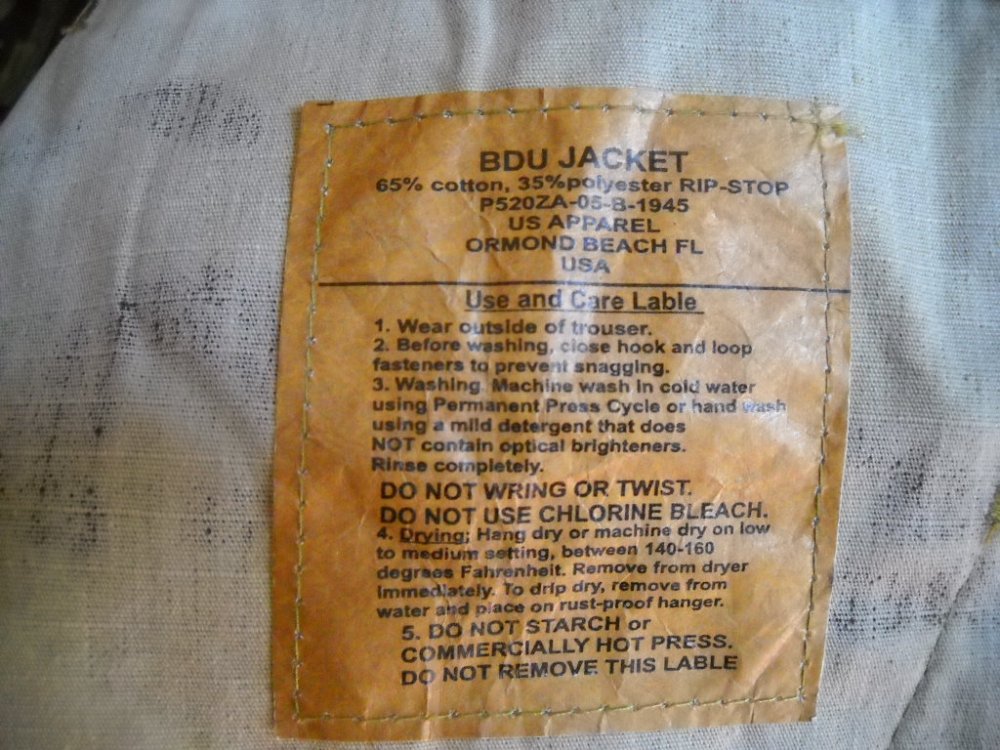 BDU JACKET
65% cotton, 35%polyester RIP-STOP
P520ZA-05-B-1945
US APPAREL
ORMOND BEACH FL
USA
Use and Care Lable
1. Wear outside of trouser.
2. Before washing, close hook and loop
fasteners to prevent snagging.
3. Washing. Machine wash in cold water
using Permanent Press Cycle or hand wash
using a mild detergent that does
NOT contain optical brighteners.
Rinse completely.
DO NOT WRING OR TWIST.
DO NOT USE CHLORINE BLEACH.
4. Drying: Hang dry or machine dry on low
to medium setting, between 140-160
degrees Fahrenheit. Remove from dryer
immediately. To drip dry, remove from
water and place on rust-proof hanger.
5. DO NOT STARCH or
COMMERCIALLY HOT PRESS.
DO NOT REMOVE THIS LABLE